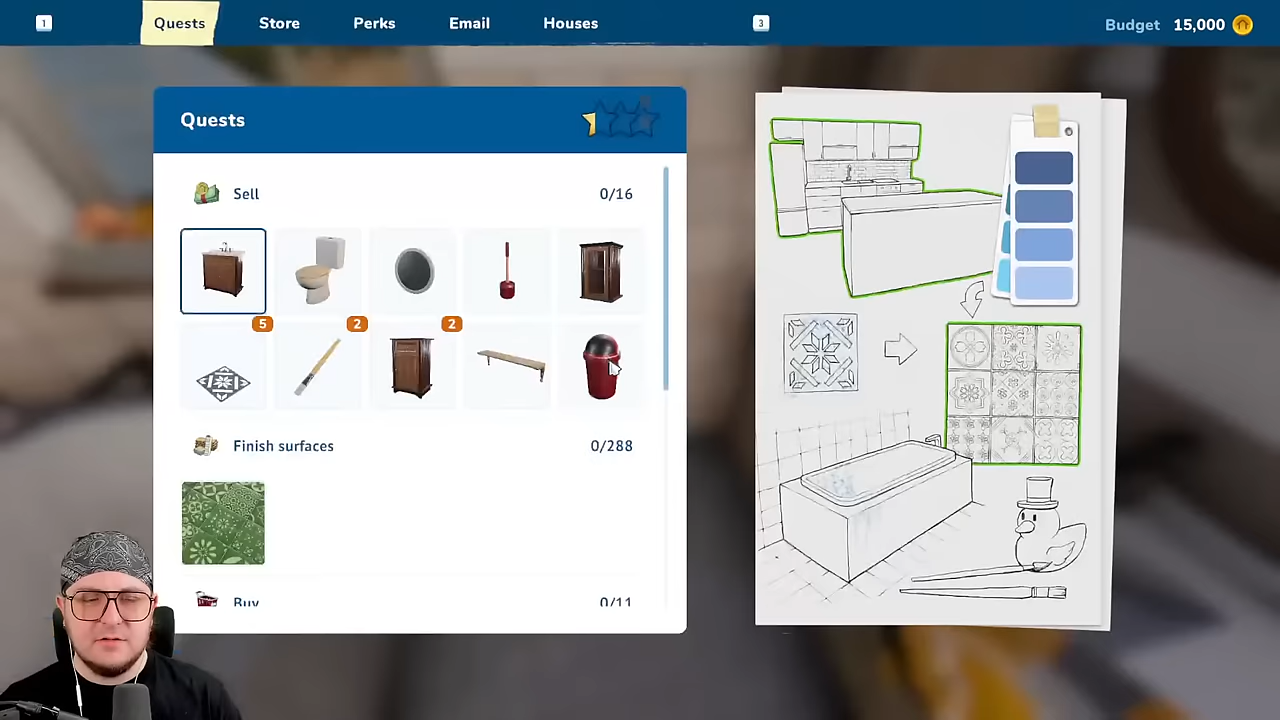 1 Quests Store Perks Email Houses 3 Budget 15,000
Quests
Sell 0/16
5 2 2
Finish surfaces 0/288
Buy 0/11